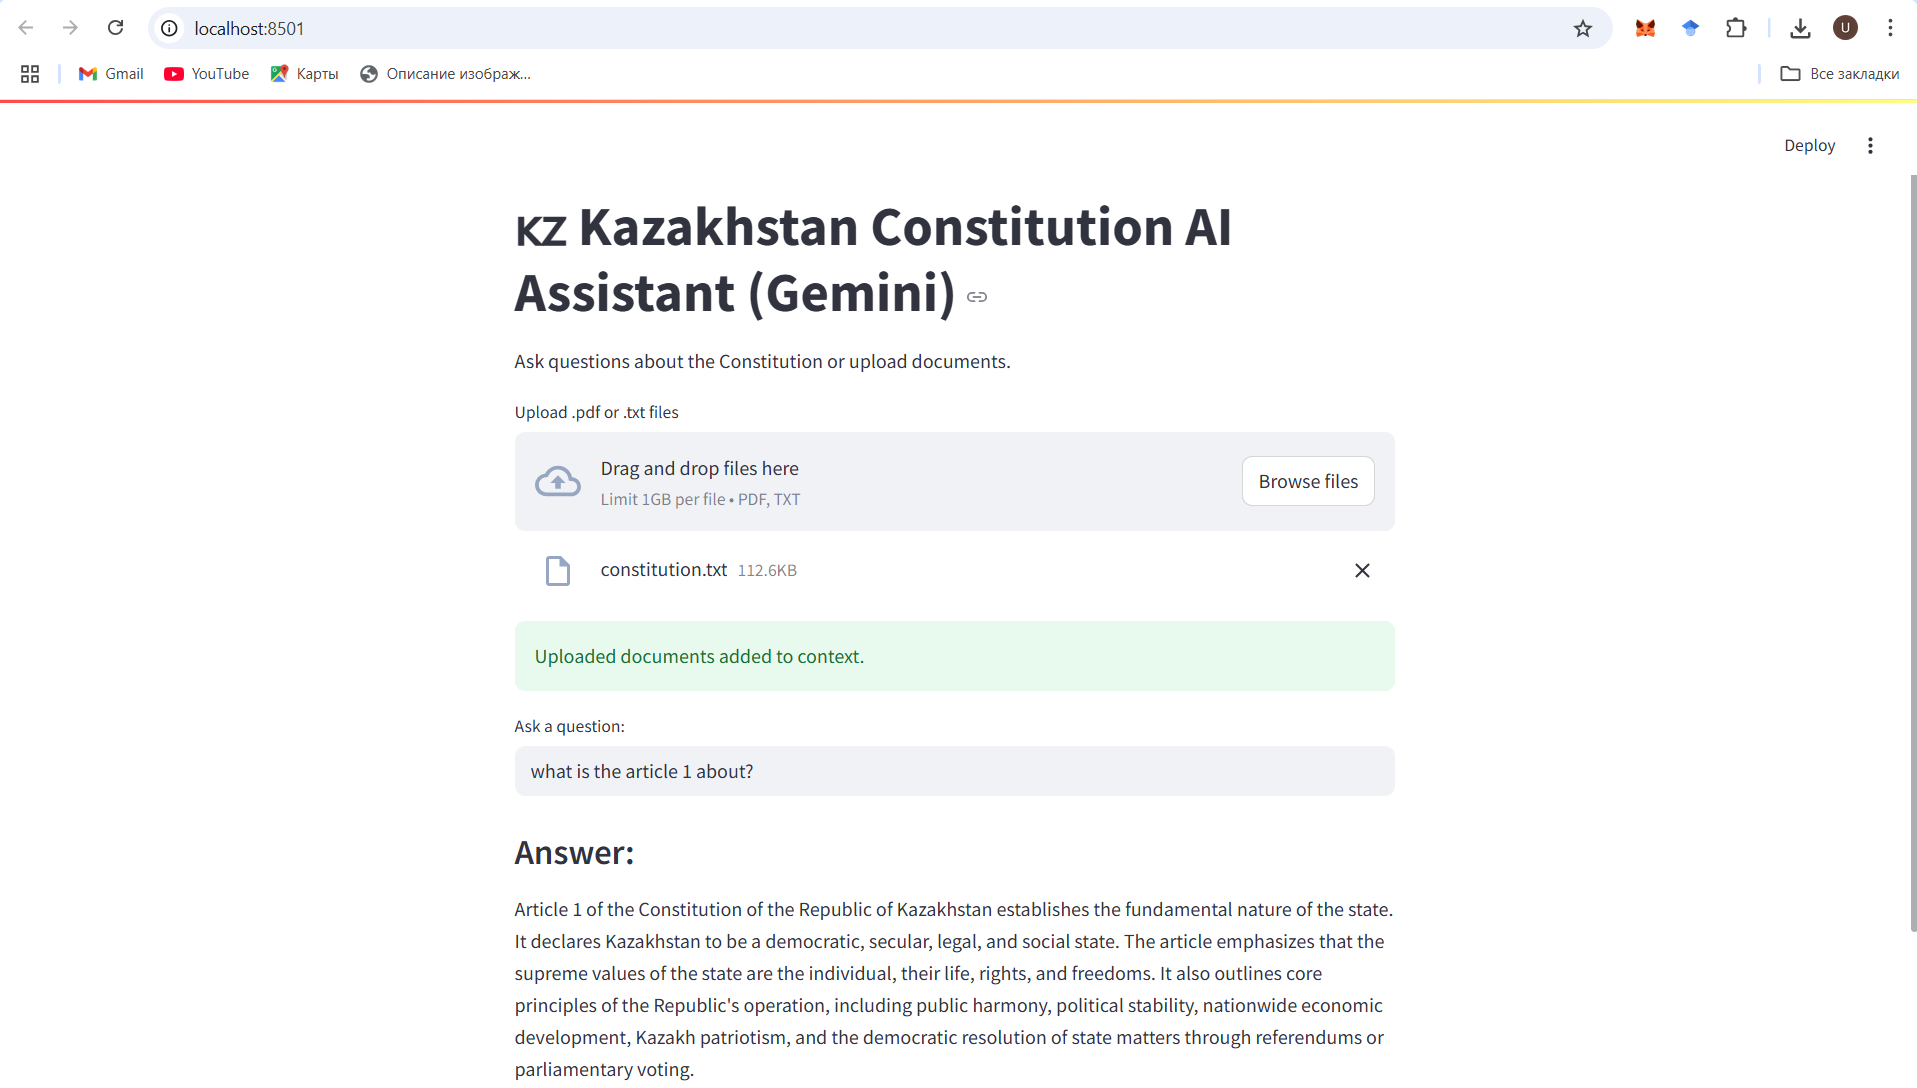 localhost:8501
U
Gmail
YouTube
Карты
Описание изображ...
Все закладки
Deploy
KZ Kazakhstan Constitution AI
Assistant (Gemini)
Ask questions about the Constitution or upload documents.
Upload .pdf or .txt files
Drag and drop files here
Limit 1GB per file • PDF, TXT
Browse files
constitution.txt 112.6KB
Uploaded documents added to context.
Ask a question:
what is the article 1 about?
Answer:
Article 1 of the Constitution of the Republic of Kazakhstan establishes the fundamental nature of the state.
It declares Kazakhstan to be a democratic, secular, legal, and social state. The article emphasizes that the
supreme values of the state are the individual, their life, rights, and freedoms. It also outlines core
principles of the Republic's operation, including public harmony, political stability, nationwide economic
development, Kazakh patriotism, and the democratic resolution of state matters through referendums or
parliamentary voting.